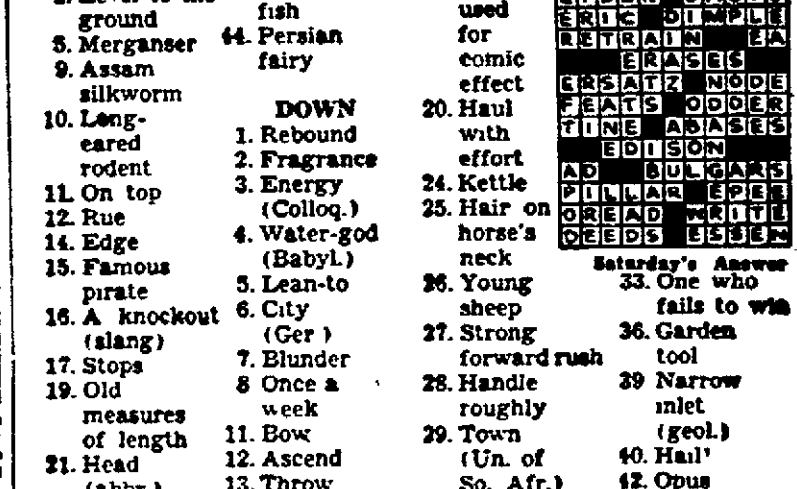 ground
5. Merganser
9. Assam
silkworm
10. Long-
eared
rodent
11. On top
12. Rue
14. Edge
15. Famous
pirate
16. A knockout
(slang)
17. Stops
19. Old
measures
of length
21. Head
(abbr.)
fish
44. Persian
fairy
DOWN
1. Rebound
2. Fragrance
3. Energy
(Colloq.)
4. Water-god
(Babyl.)
5. Lean-to
6. City
(Ger.)
7. Blunder
8. Once a
week
11. Bow
12. Ascend
13. Throw
used
for
comic
effect
20. Haul
with
effort
24. Kettle
25. Hair on
horse's
neck
26. Young
sheep
27. Strong
forward rush
28. Handle
roughly
29. Town
(Un. of
So. Afr.)
ERIC DIMPLE
RETRAIN EA
ERASES
ERSATZ NODE
FEATS ODDER
TINE ABASES
EDISON
AD BULGARS
PILLAR EPEE
OREAD WRITE
DEEDS ESSEN
Saturday's Answer
33. One who
fails to win
36. Garden
tool
39. Narrow
inlet
(geol.)
40. Hail!
42. Opus